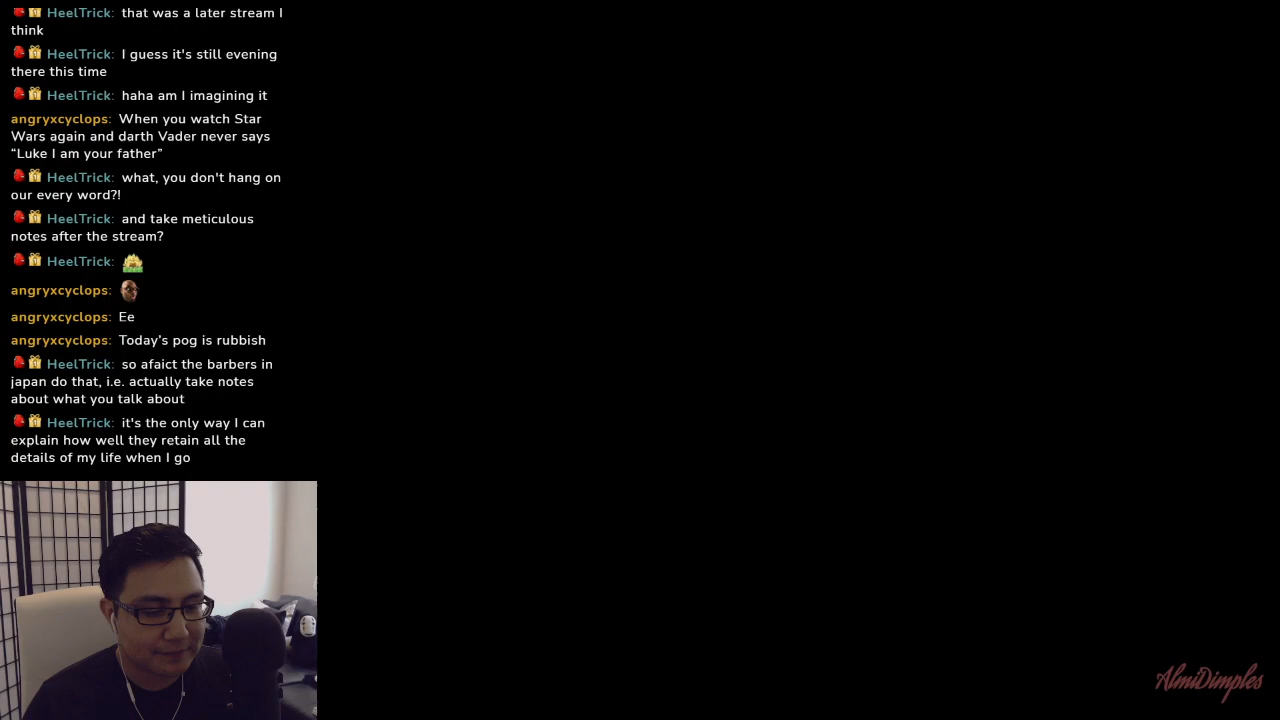 HeelTrick: that was a later stream I
think
HeelTrick: I guess it's still evening
there this time
HeelTrick: haha am I imagining it
angryxcyclops: When you watch Star
Wars again and darth Vader never says
“Luke I am your father”
HeelTrick: what, you don't hang on
our every word?!
HeelTrick: and take meticulous
notes after the stream?
HeelTrick:
angryxcyclops:
angryxcyclops: Ee
angryxcyclops: Today's pog is rubbish
HeelTrick: so afaict the barbers in
japan do that, i.e. actually take notes
about what you talk about
HeelTrick: it's the only way I can
explain how well they retain all the
details of my life when I go
AlmiDimples